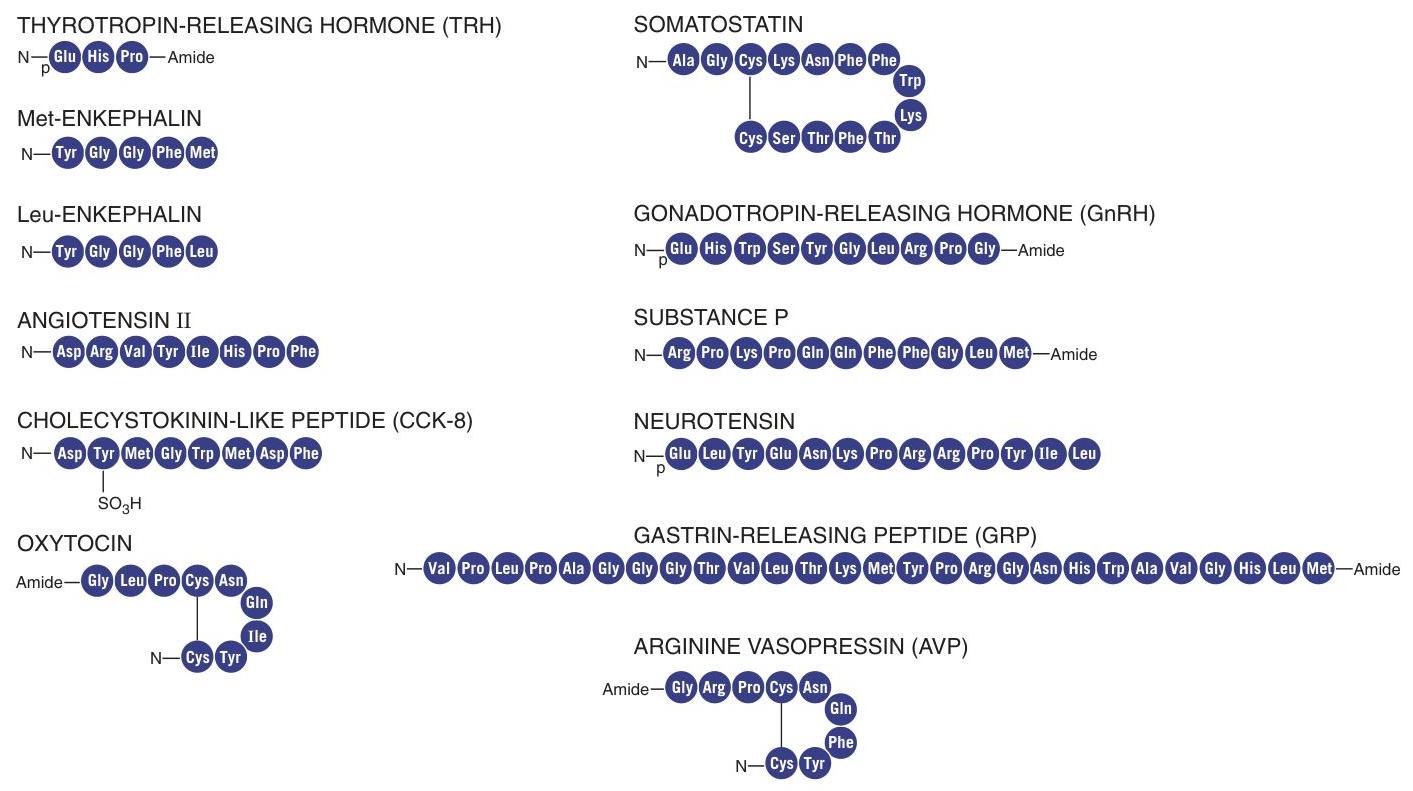 THYROTROPIN-RELEASING HORMONE (TRH)
N—pGlu His Pro—Amide
Met-ENKEPHALIN
N—Tyr Gly Gly Phe Met
Leu-ENKEPHALIN
N—Tyr Gly Gly Phe Leu
ANGIOTENSIN II
N—Asp Arg Val Tyr Ile His Pro Phe
CHOLECYSTOKININ-LIKE PEPTIDE (CCK-8)
N—Asp Tyr Met Gly Trp Met Asp Phe
SO3H
OXYTOCIN
Amide—Gly Leu Pro Cys Asn
Gln
Ile
N—Cys Tyr
SOMATOSTATIN
N—Ala Gly Cys Lys Asn Phe Phe
Trp
Lys
Cys Ser Thr Phe Thr
GONADOTROPIN-RELEASING HORMONE (GnRH)
N—pGlu His Trp Ser Tyr Gly Leu Arg Pro Gly—Amide
SUBSTANCE P
N—Arg Pro Lys Pro Gln Gln Phe Phe Gly Leu Met—Amide
NEUROTENSIN
N—pGlu Leu Tyr Glu Asn Lys Pro Arg Arg Pro Tyr Ile Leu
GASTRIN-RELEASING PEPTIDE (GRP)
N—Val Pro Leu Pro Ala Gly Gly Gly Thr Val Leu Thr Lys Met Tyr Pro Arg Gly Asn His Trp Ala Val Gly His Leu Met—Amide
ARGININE VASOPRESSIN (AVP)
Amide—Gly Arg Pro Cys Asn
Gln
Phe
N—Cys Tyr